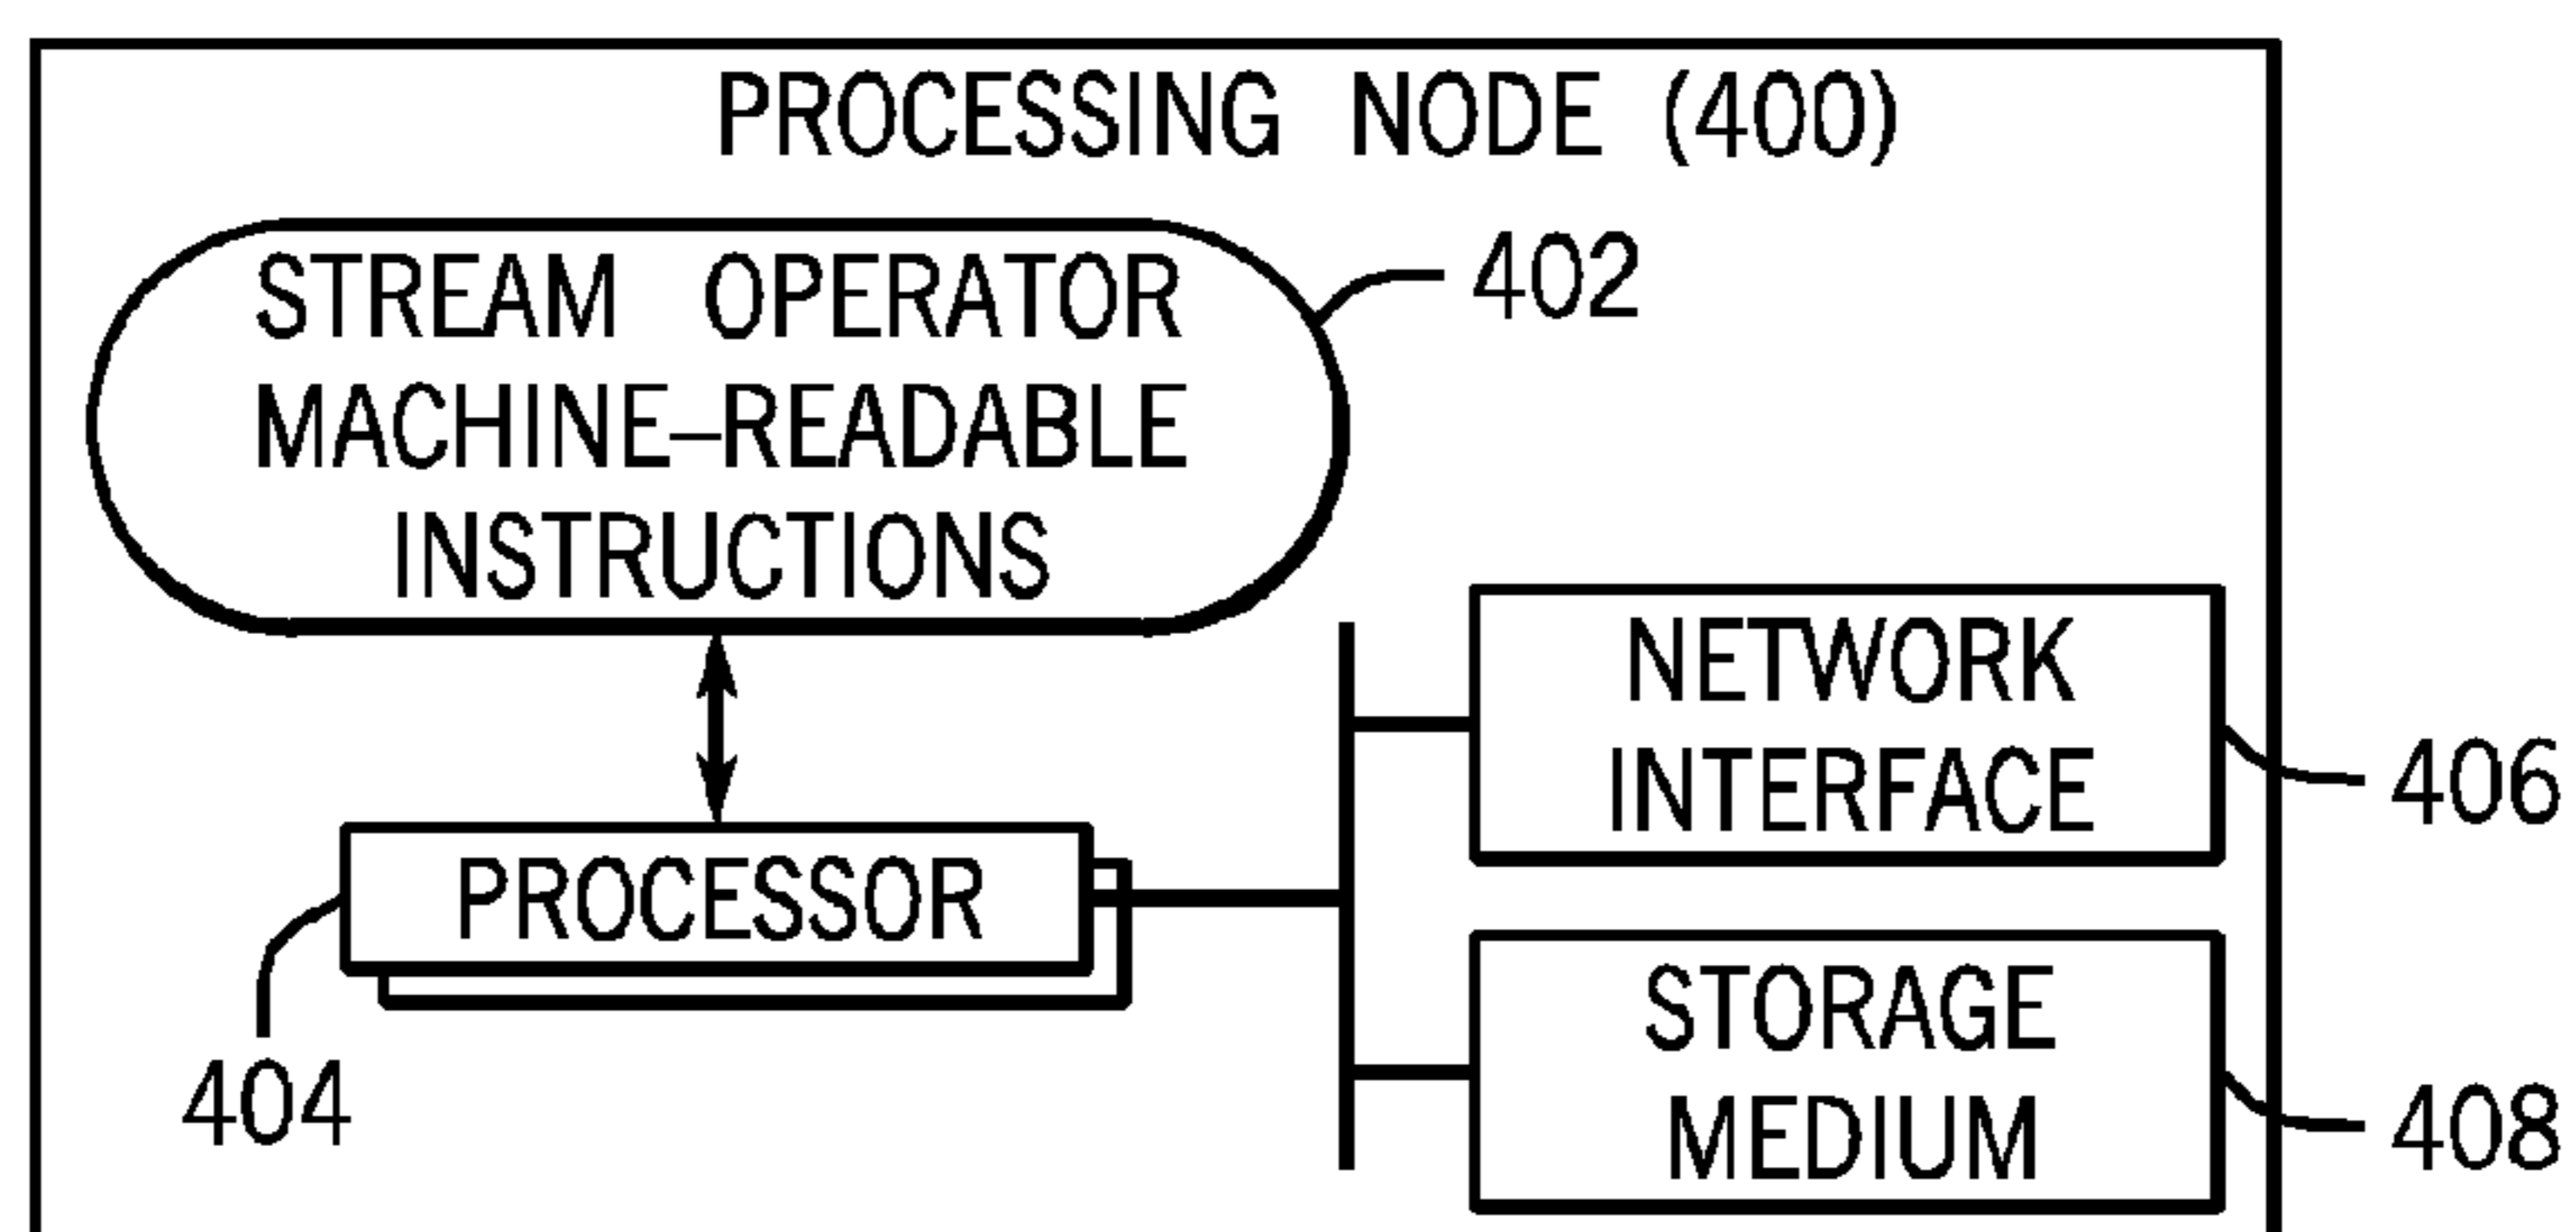 PROCESSING NODE (400)
STREAM OPERATOR
MACHINE–READABLE
INSTRUCTIONS
402
NETWORK
INTERFACE
406
PROCESSOR
404
STORAGE
MEDIUM
408